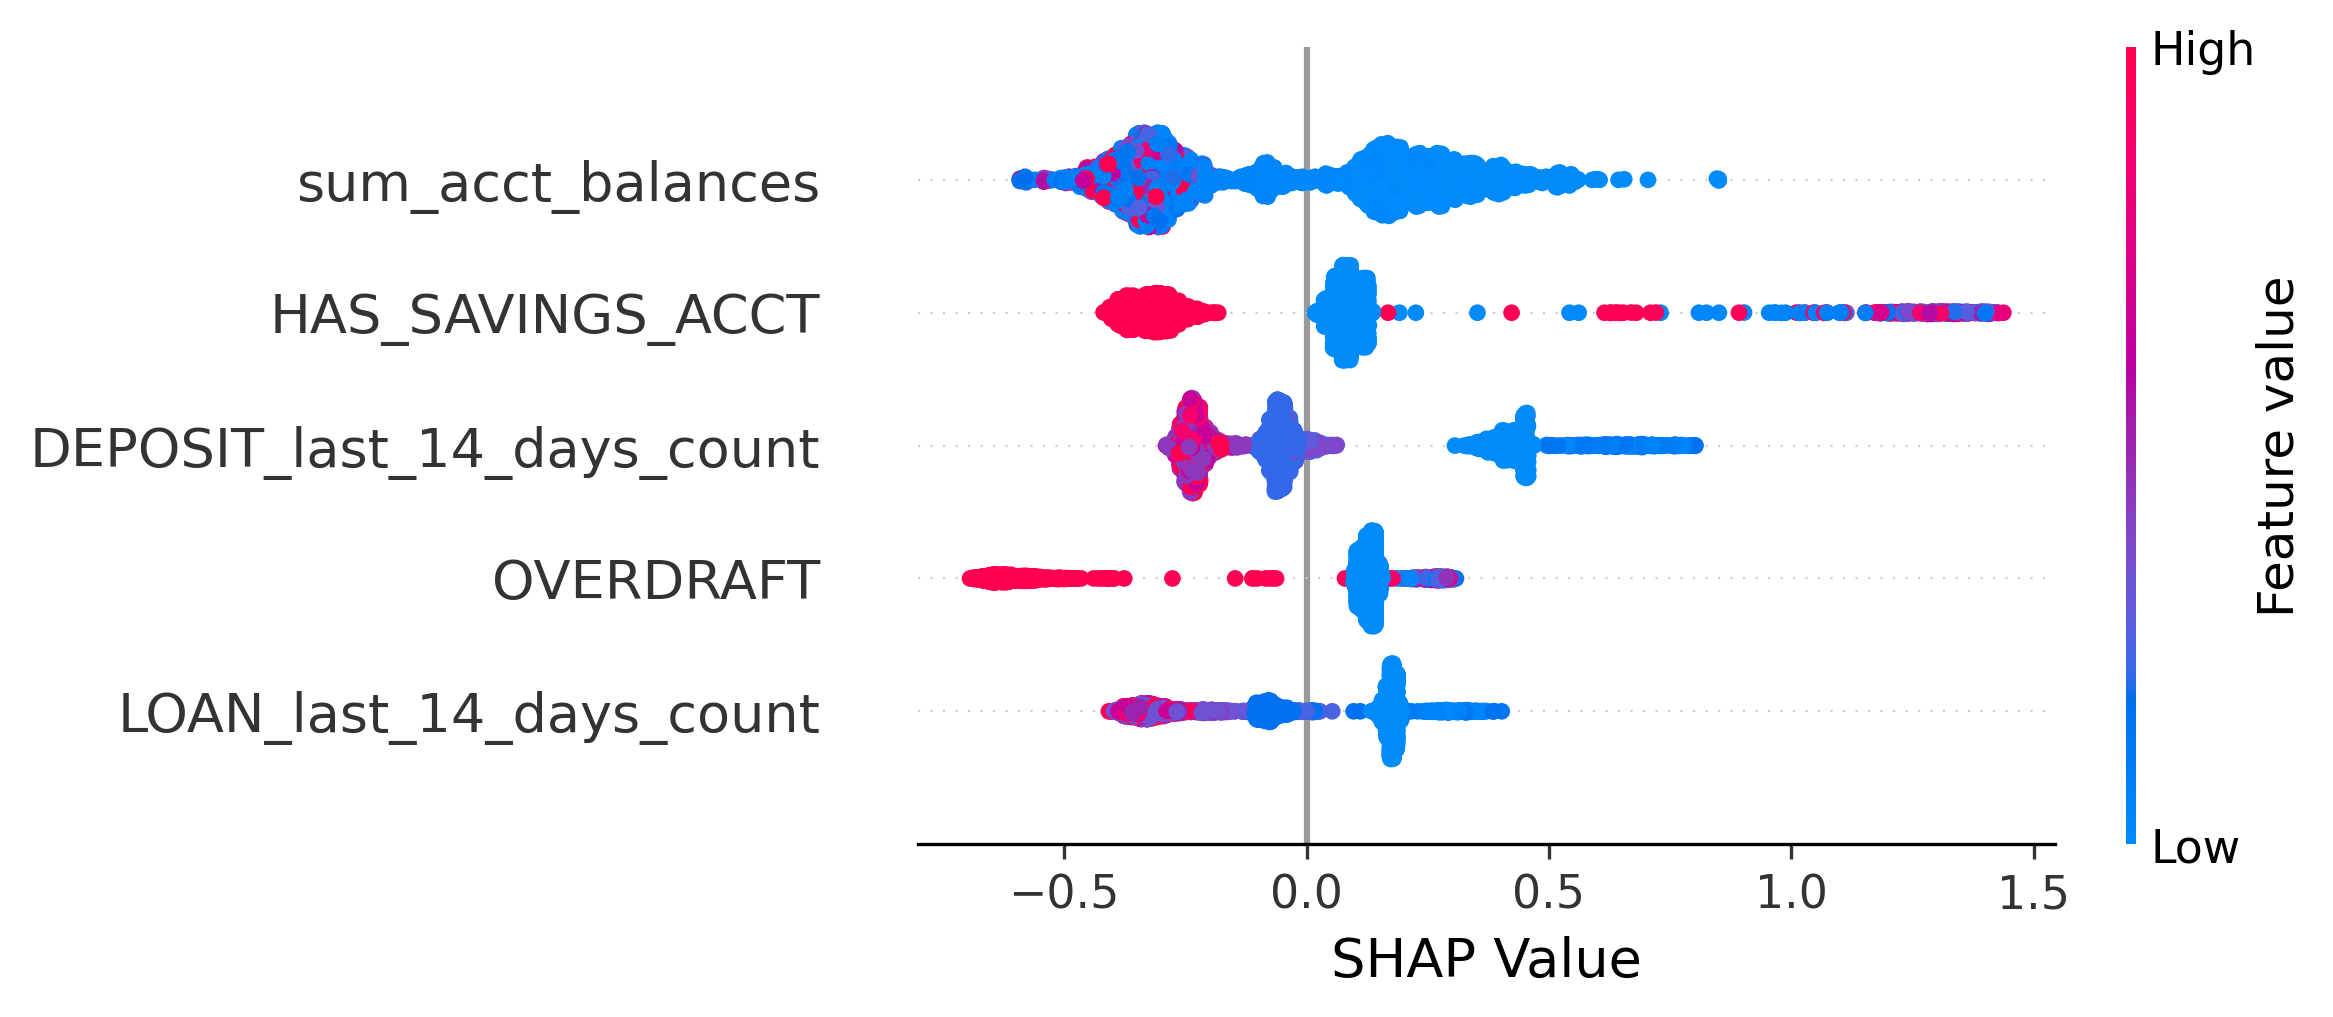 High
sum_acct_balances
HAS_SAVINGS_ACCT
DEPOSIT_last_14_days_count
OVERDRAFT
LOAN_last_14_days_count
Feature value
Low
−0.5 0.0 0.5 1.0 1.5
SHAP Value